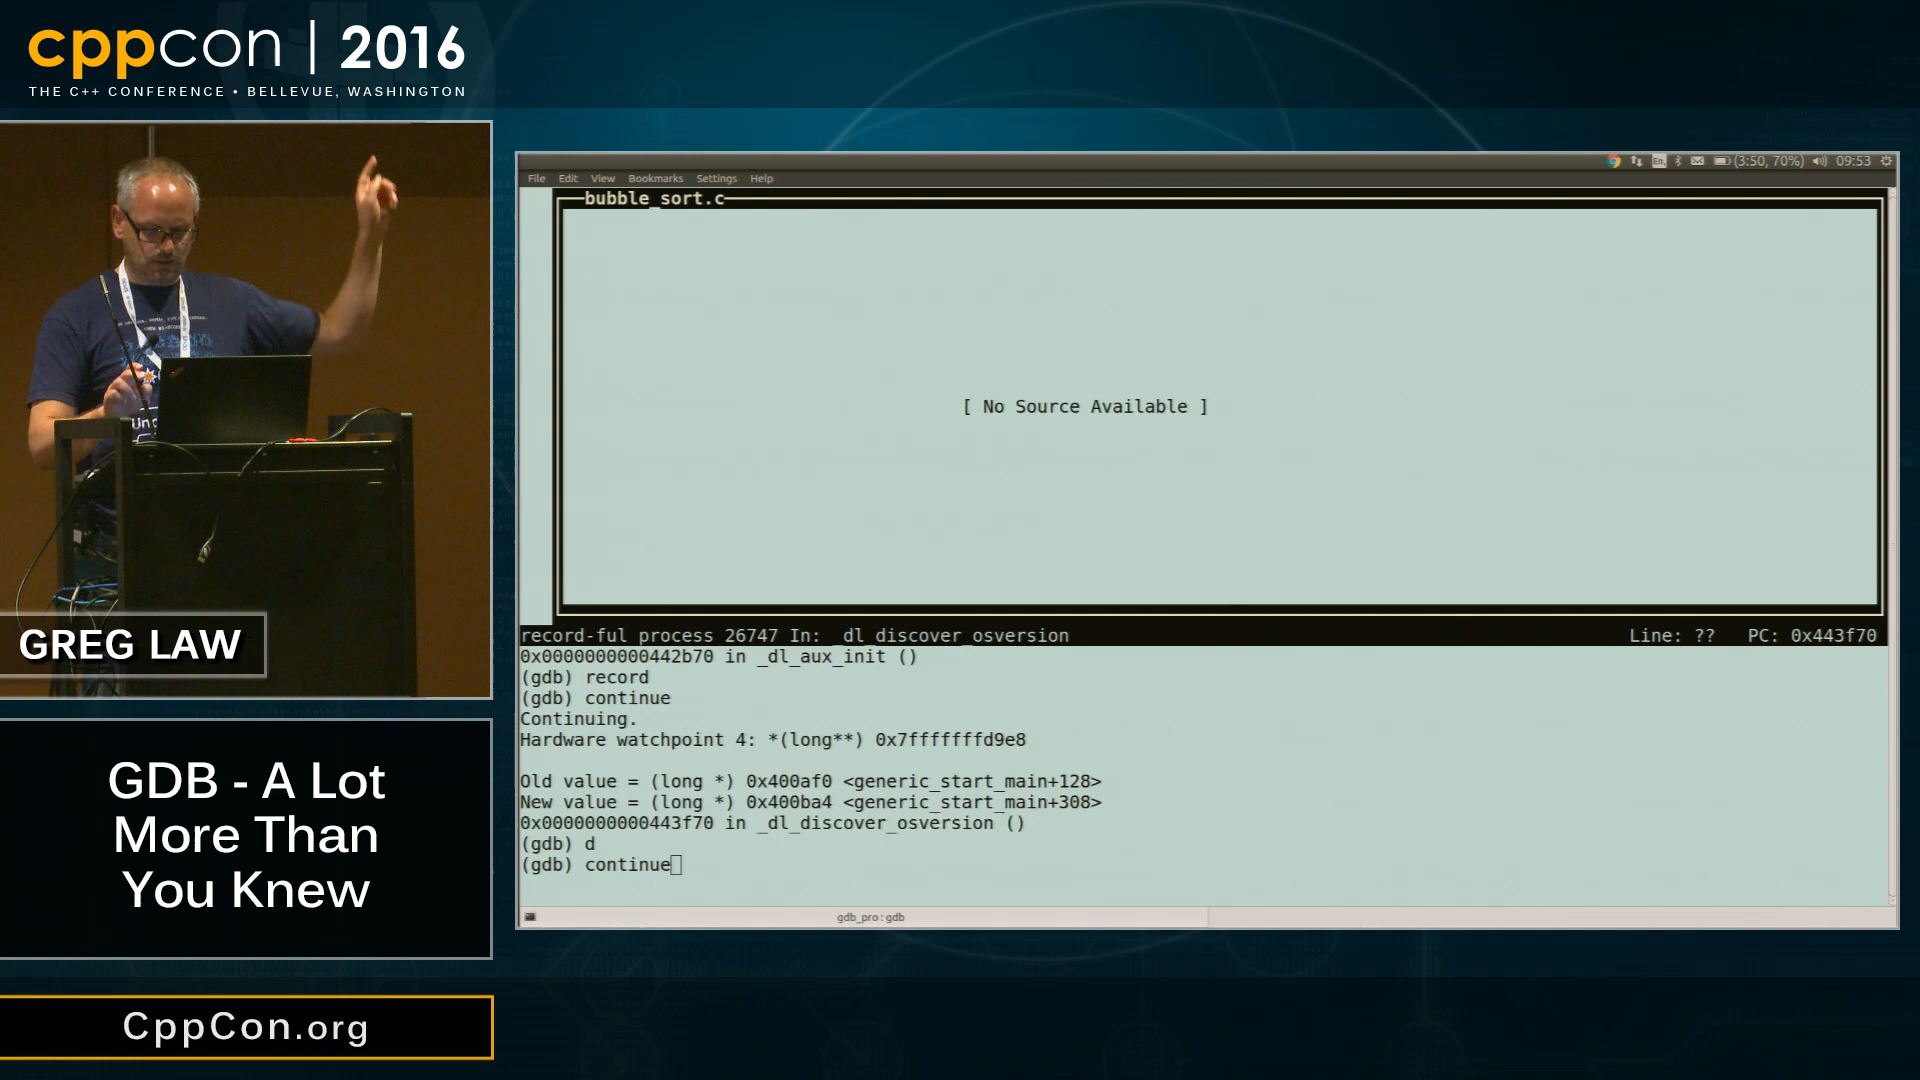 cppcon | 2016
THE C++ CONFERENCE • BELLEVUE, WASHINGTON
GREG LAW
GDB - A Lot
More Than
You Knew
CppCon.org
En
(3:50, 70%)
09:53
File Edit View Bookmarks Settings Help
bubble_sort.c
[ No Source Available ]
record-ful process 26747 In: _dl_discover_osversion Line: ?? PC: 0x443f70
0x0000000000442b70 in _dl_aux_init ()
(gdb) record
(gdb) continue
Continuing.
Hardware watchpoint 4: *(long**) 0x7fffffffd9e8
Old value = (long *) 0x400af0 <generic_start_main+128>
New value = (long *) 0x400ba4 <generic_start_main+308>
0x0000000000443f70 in _dl_discover_osversion ()
(gdb) d
(gdb) continue
gdb_pro : gdb